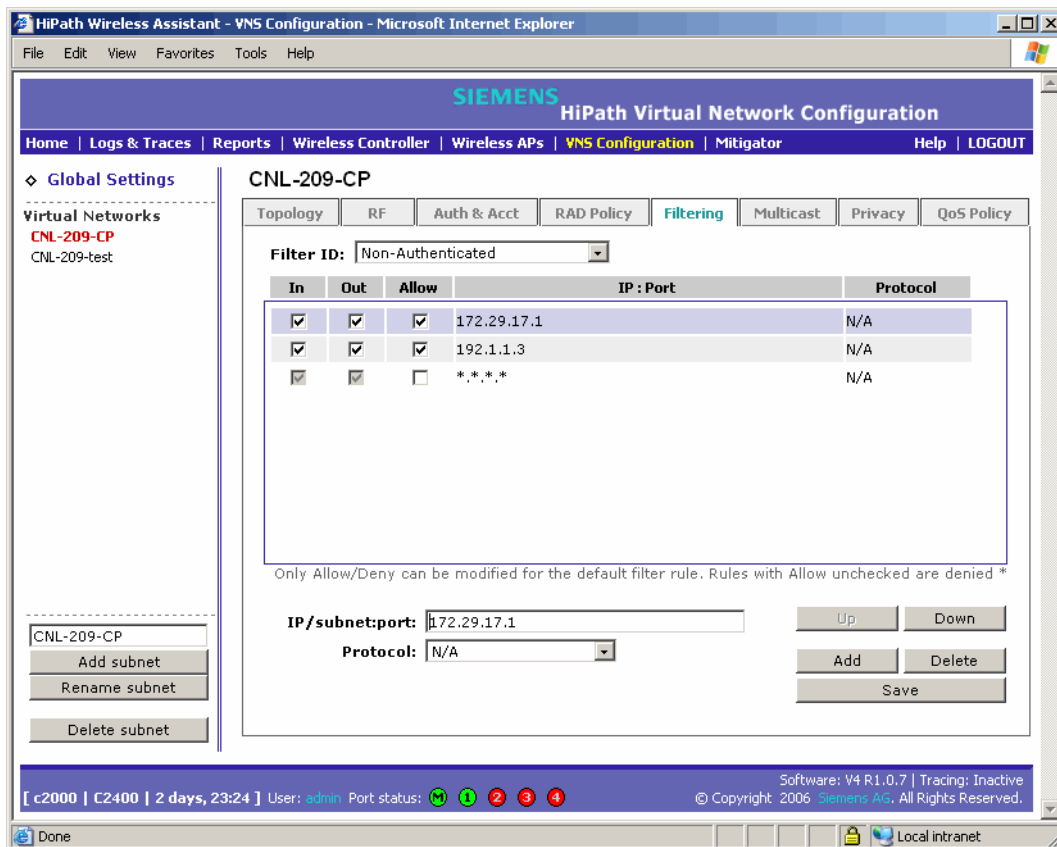 HiPath Wireless Assistant - VNS Configuration - Microsoft Internet Explorer
File Edit View Favorites Tools Help
SIEMENS
HiPath Virtual Network Configuration
Home | Logs & Traces | Reports | Wireless Controller | Wireless APs | VNS Configuration | Mitigator Help | LOGOUT
Global Settings
CNL-209-CP
Virtual Networks
CNL-209-CP
CNL-209-test
Topology RF Auth & Acct RAD Policy Filtering Multicast Privacy QoS Policy
Filter ID: Non-Authenticated
In Out Allow IP : Port Protocol
172.29.17.1 N/A
192.1.1.3 N/A
*.*.*.* N/A
Only Allow/Deny can be modified for the default filter rule. Rules with Allow unchecked are denied *
IP/subnet:port: 172.29.17.1
Up Down
Protocol: N/A
Add Delete
Save
CNL-209-CP
Add subnet
Rename subnet
Delete subnet
Software: V4 R1.0.7 | Tracing: Inactive
[ c2000 | C2400 | 2 days, 23:24 ] User: admin Port status: M 1 2 3 4
© Copyright 2006 Siemens AG. All Rights Reserved.
Done
Local intranet